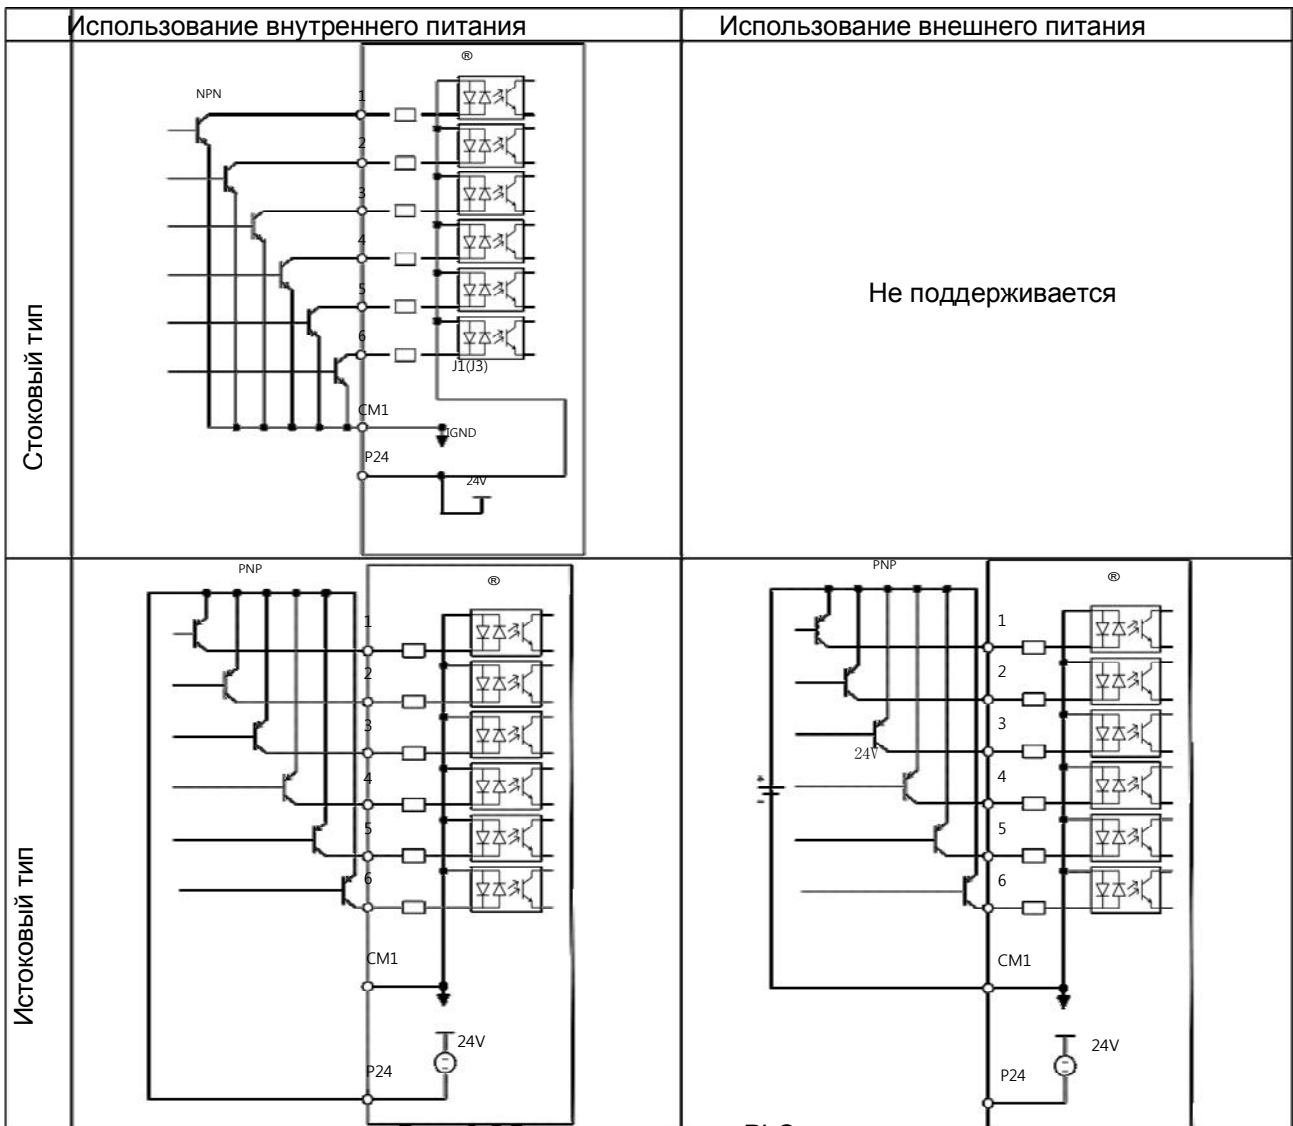 Использование внутреннего питания
Использование внешнего питания
Стоковый тип
®
NPN
1
2
3
4
5
6
J1(J3)
CM1
IGND
P24
24V
Не поддерживается
Истоковый тип
PNP
®
1
2
3
4
5
6
CM1
24V
P24
PNP
®
1
2
3
24V
4
+
-
5
6
CM1
24V
P24